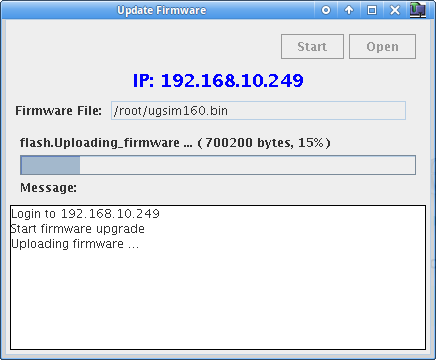 Update Firmware
Start Open
IP: 192.168.10.249
Firmware File: /root/ugsim160.bin
flash.Uploading_firmware ... ( 700200 bytes, 15% )
Message:
Login to 192.168.10.249
Start firmware upgrade
Uploading firmware ...